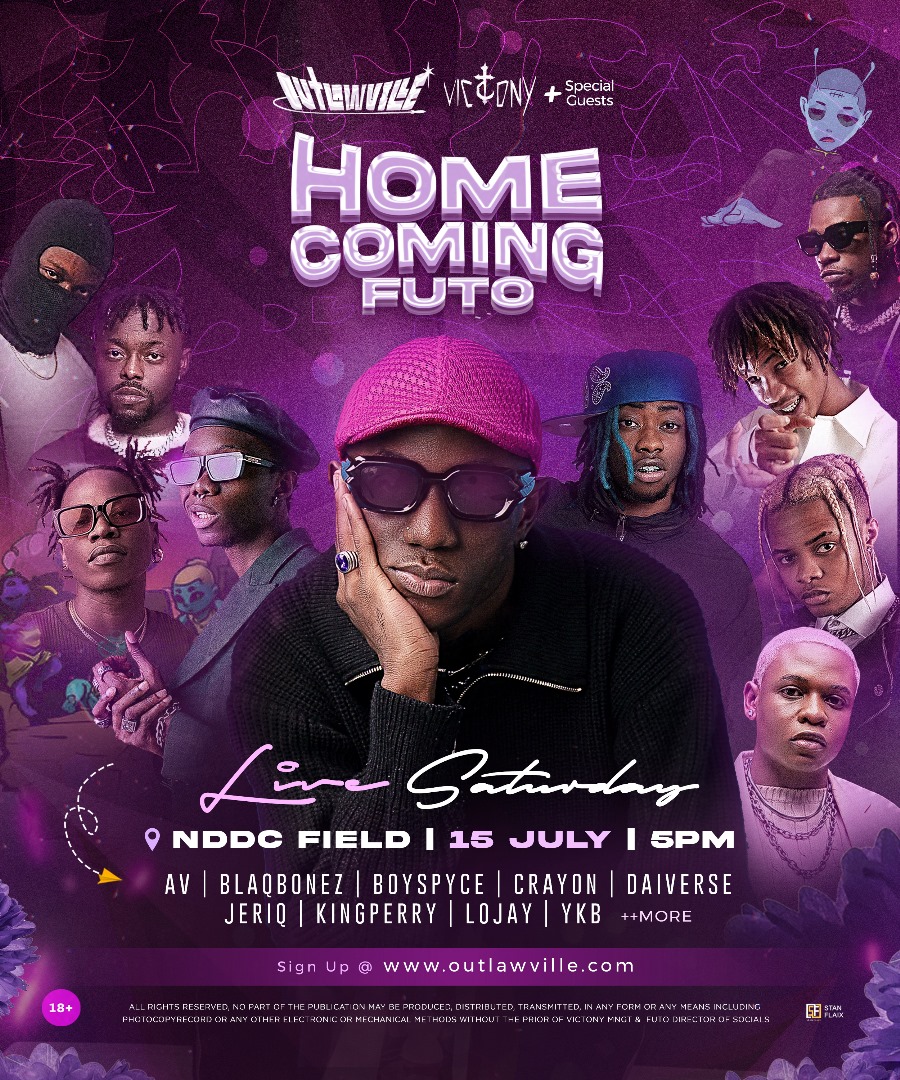 OUTLAWVILLE VICTONY + Special Guests
HOME
COMING
FUTO
Live Saturday
NDDC FIELD | 15 JULY | 5PM
AV | BLAQBONEZ | BOYSPYCE | CRAYON | DAIVERSE
JERIQ | KINGPERRY | LOJAY | YKB ++MORE
Sign Up @ www.outlawville.com
18+
ALL RIGHTS RESERVED, NO PART OF THE PUBLICATION MAY BE PRODUCED, DISTRIBUTED, TRANSMITTED, IN ANY FORM OR ANY MEANS INCLUDING
PHOTOCOPYRECORD OR ANY OTHER ELECTRONIC OR MECHANICAL METHODS WITHOUT THE PRIOR OF VICTONY MNGT & FUTO DIRECTOR OF SOCIALS
STAN
FLAIX